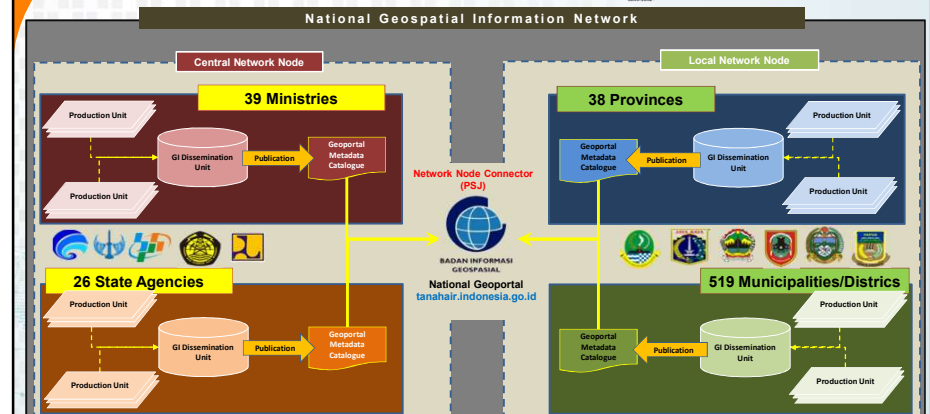 National Geospatial Information Network
Central Network Node
Local Network Node
39 Ministries
Production Unit
Production Unit
GI Dissemination
Unit
Publication
Geoportal
Metadata
Catalogue
38 Provinces
Geoportal
Metadata
Catalogue
Publication
GI Dissemination
Unit
Production Unit
Production Unit
Network Node Connector
(PSJ)
BADAN INFORMASI
GEOSPASIAL
National Geoportal
tanahair.indonesia.go.id
26 State Agencies
Production Unit
Production Unit
GI Dissemination
Unit
Publication
Geoportal
Metadata
Catalogue
519 Municipalities/Districs
Geoportal
Metadata
Catalogue
Publication
GI Dissemination
Unit
Production Unit
Production Unit